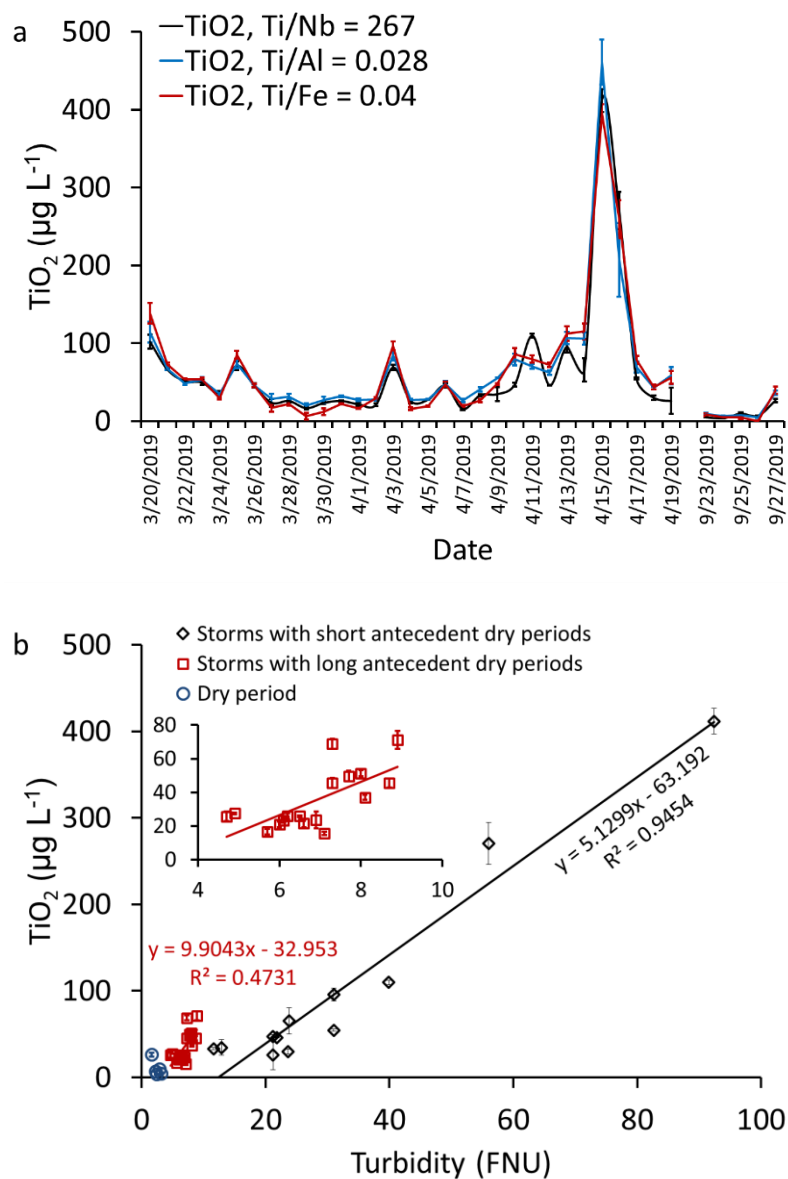 a
TiO2, Ti/Nb = 267
TiO2, Ti/Al = 0.028
TiO2, Ti/Fe = 0.04
TiO₂ (µg L⁻¹)
500
400
300
200
100
0
3/20/2019
3/22/2019
3/24/2019
3/26/2019
3/28/2019
3/30/2019
4/1/2019
4/3/2019
4/5/2019
4/7/2019
4/9/2019
4/11/2019
4/13/2019
4/15/2019
4/17/2019
4/19/2019
9/23/2019
9/25/2019
9/27/2019
Date
b
Storms with short antecedent dry periods
Storms with long antecedent dry periods
Dry period
TiO₂ (µg L⁻¹)
500
400
300
200
100
0
80
60
40
20
0
4 6 8 10
y = 5.1299x - 63.192
R² = 0.9454
y = 9.9043x - 32.953
R² = 0.4731
0 20 40 60 80 100
Turbidity (FNU)